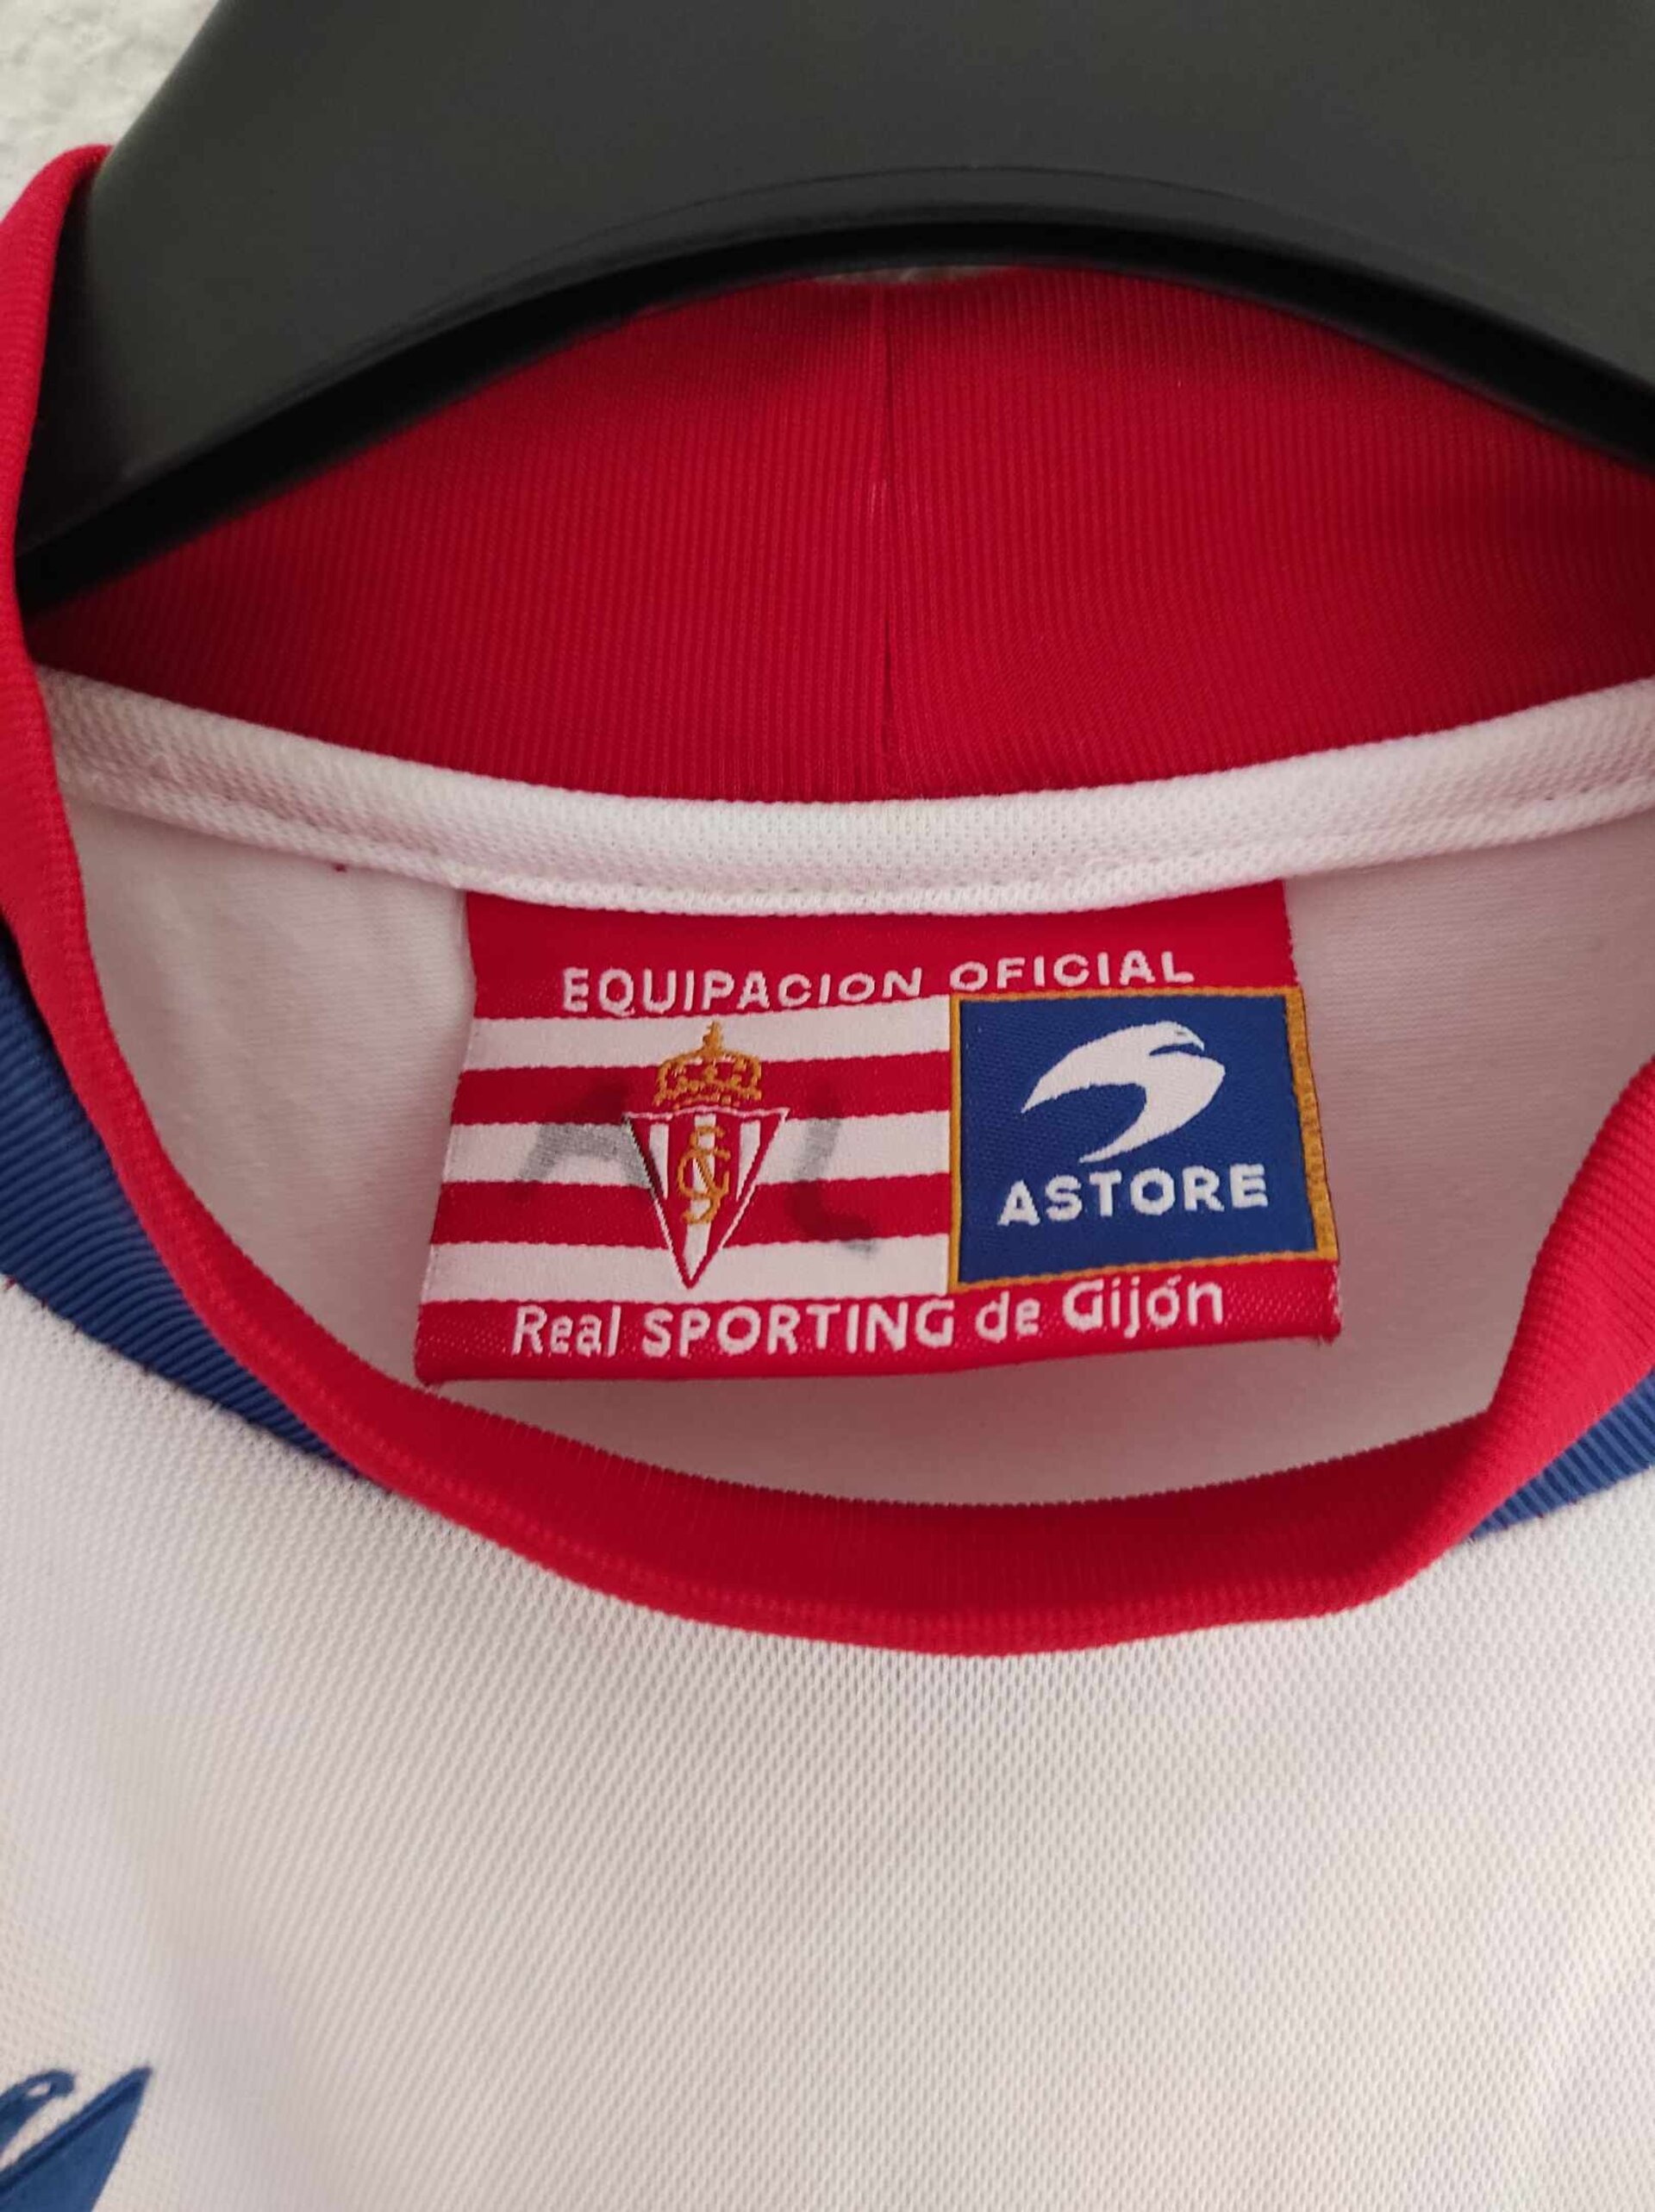 EQUIPACION OFICIAL
ASTORE
Real SPORTING de Gijón